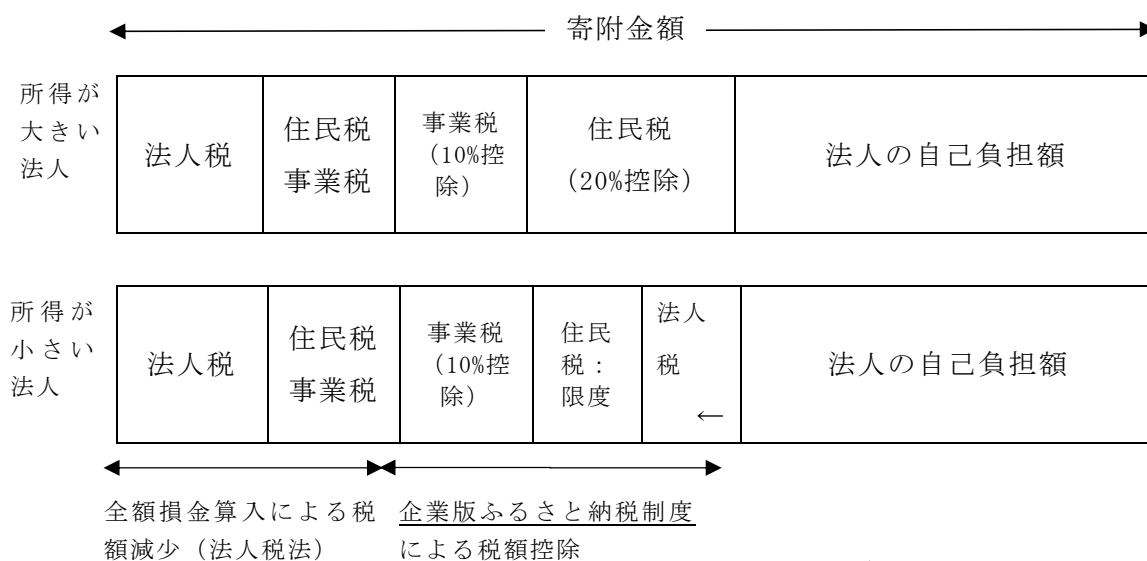 寄附金額
所得が
大きい
法人
法人税
住民税
事業税
事業税
（10%控
除）
住民税
（20%控除）
法人の自己負担額
所得が
小さい
法人
法人税
住民税
事業税
事業税
（10%控
除）
住民
税：
限度
法人
税
←
法人の自己負担額
全額損金算入による税
額減少（法人税法）
企業版ふるさと納税制度
による税額控除